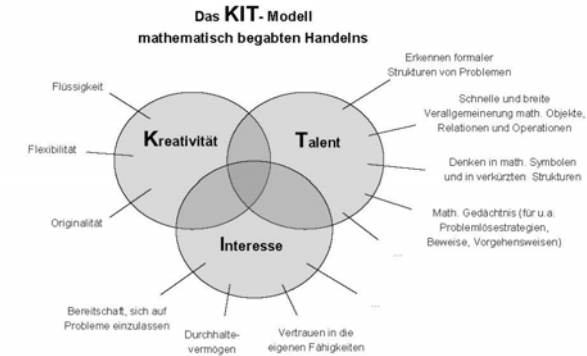 Das KIT- Modell
mathematisch begabten Handelns
Erkennen formaler
Strukturen von Problemen
Flüssigkeit
Schnelle und breite
Verallgemeinerung math. Objekte,
Relationen und Operationen
Kreativität
Talent
Flexibilität
Denken in math. Symbolen
und in verkürzten Strukturen
Originalität
Math. Gedächtnis (für u.a.
Problemlösestrategien,
Beweise, Vorgehensweisen)
Interesse
...
...
Bereitschaft, sich auf
Probleme einzulassen
Durchhalte-
vermögen
Vertrauen in die
eigenen Fähigkeiten